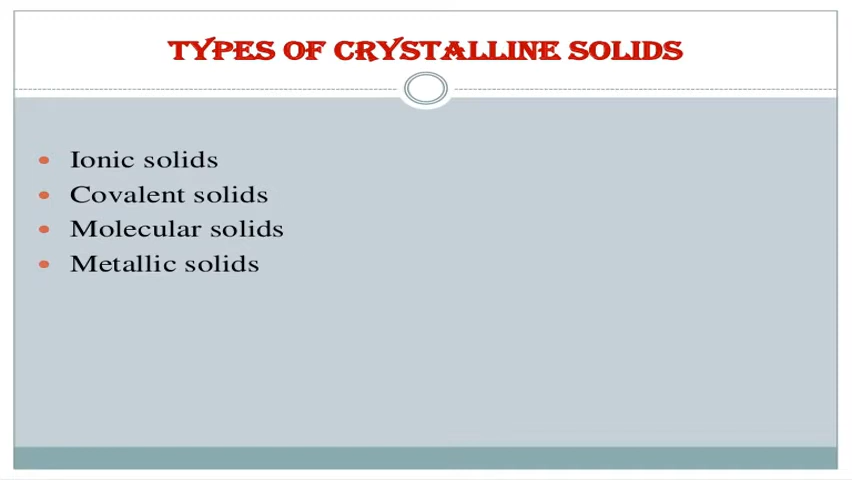 TYPES OF CRYSTALLINE SOLIDS
• Ionic solids
• Covalent solids
• Molecular solids
• Metallic solids